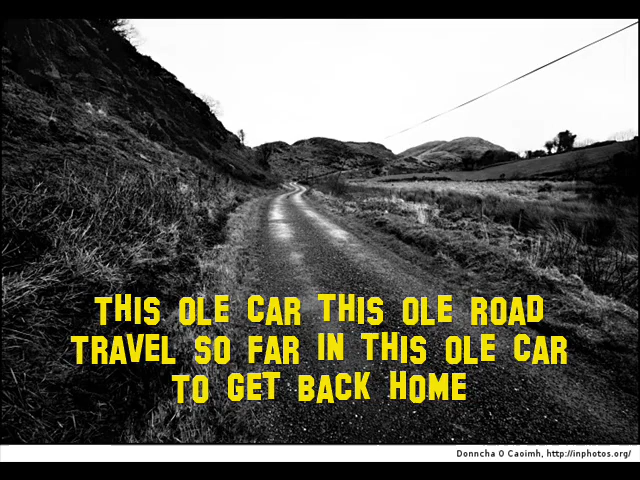 THIS OLE CAR THIS OLE ROAD
TRAVEL SO FAR IN THIS OLE CAR
TO GET BACK HOME
Donncha O Caoimh, http://inphotos.org/